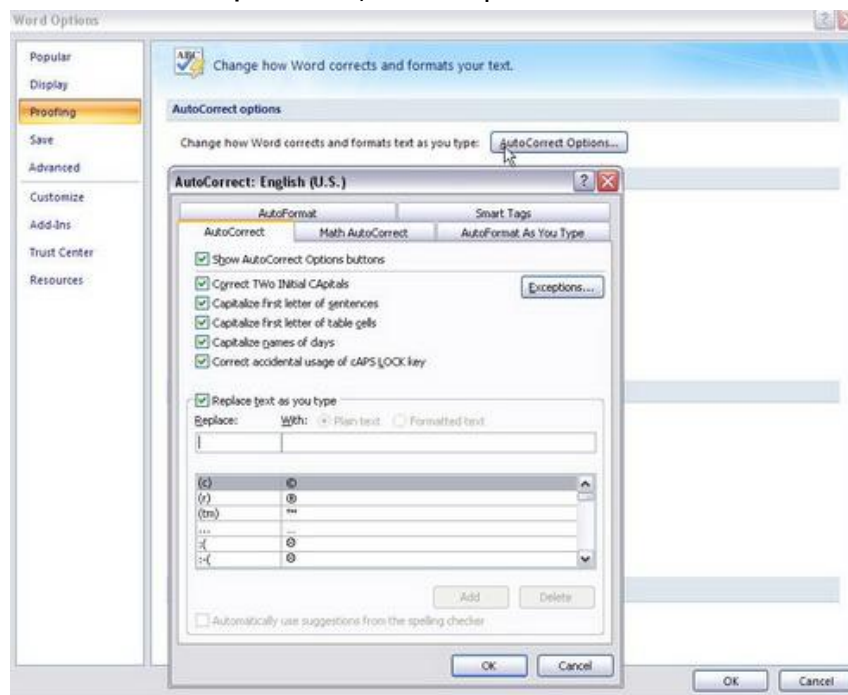 Word Options
Popular
Display
Proofing
Save
Advanced
Customize
Add-Ins
Trust Center
Resources
Change how Word corrects and formats your text.
AutoCorrect options
Change how Word corrects and formats text as you type: AutoCorrect Options...
AutoCorrect: English (U.S.)
AutoFormat Smart Tags
AutoCorrect Math AutoCorrect AutoFormat As You Type
Show AutoCorrect Options buttons
Correct TWo INitial CApitals Exceptions...
Capitalize first letter of sentences
Capitalize first letter of table cells
Capitalize names of days
Correct accidental usage of cAPS LOCK key
Replace text as you type
Replace: With: Plain text Formatted text
(c) ©
(r) ®
(tm) ™
... …
:( ☹
:-( ☹
Add Delete
Automatically use suggestions from the spelling checker
OK Cancel
OK Cancel